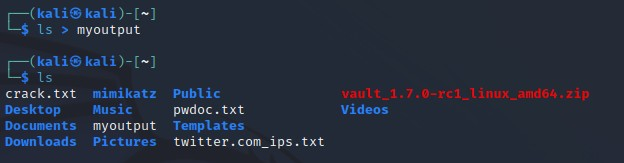 ┌──(kali㉿kali)-[~]
└─$ ls > myoutput
┌──(kali㉿kali)-[~]
└─$ ls
crack.txt mimikatz Public vault_1.7.0-rc1_linux_amd64.zip
Desktop Music pwdoc.txt Videos
Documents myoutput Templates
Downloads Pictures twitter.com_ips.txt